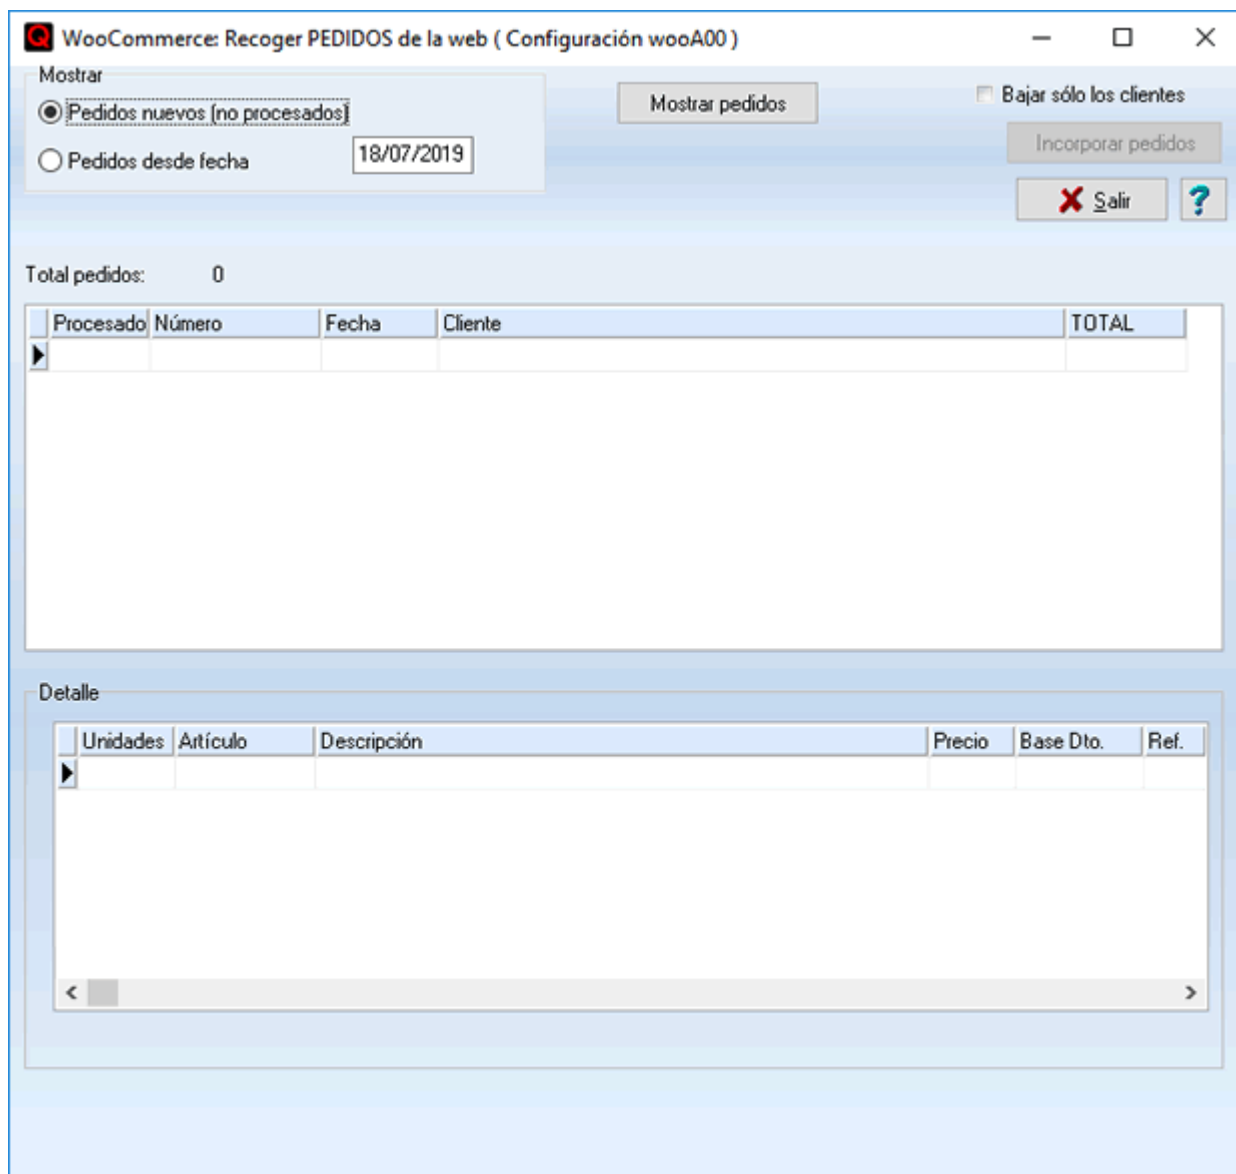 WooCommerce: Recoger PEDIDOS de la web ( Configuración wooA00 )
Mostrar
Pedidos nuevos (no procesados)
Pedidos desde fecha 18/07/2019
Mostrar pedidos
Bajar sólo los clientes
Incorporar pedidos
Salir ?
Total pedidos: 0
Procesado Número Fecha Cliente TOTAL
Detalle
Unidades Artículo Descripción Precio Base Dto. Ref.